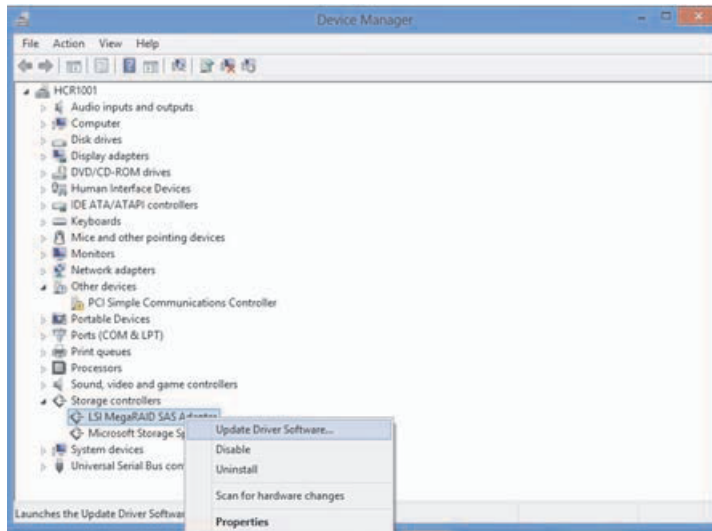 Device Manager
File Action View Help
HCR1001
Audio inputs and outputs
Computer
Disk drives
Display adapters
DVD/CD-ROM drives
Human Interface Devices
IDE ATA/ATAPI controllers
Keyboards
Mice and other pointing devices
Monitors
Network adapters
Other devices
PCI Simple Communications Controller
Portable Devices
Ports (COM & LPT)
Print queues
Processors
Sound, video and game controllers
Storage controllers
LSI MegaRAID SAS Adapter
Microsoft Storage Sp
Update Driver Software...
System devices
Disable
Universal Serial Bus con
Uninstall
Scan for hardware changes
Launches the Update Driver Softwar
Properties